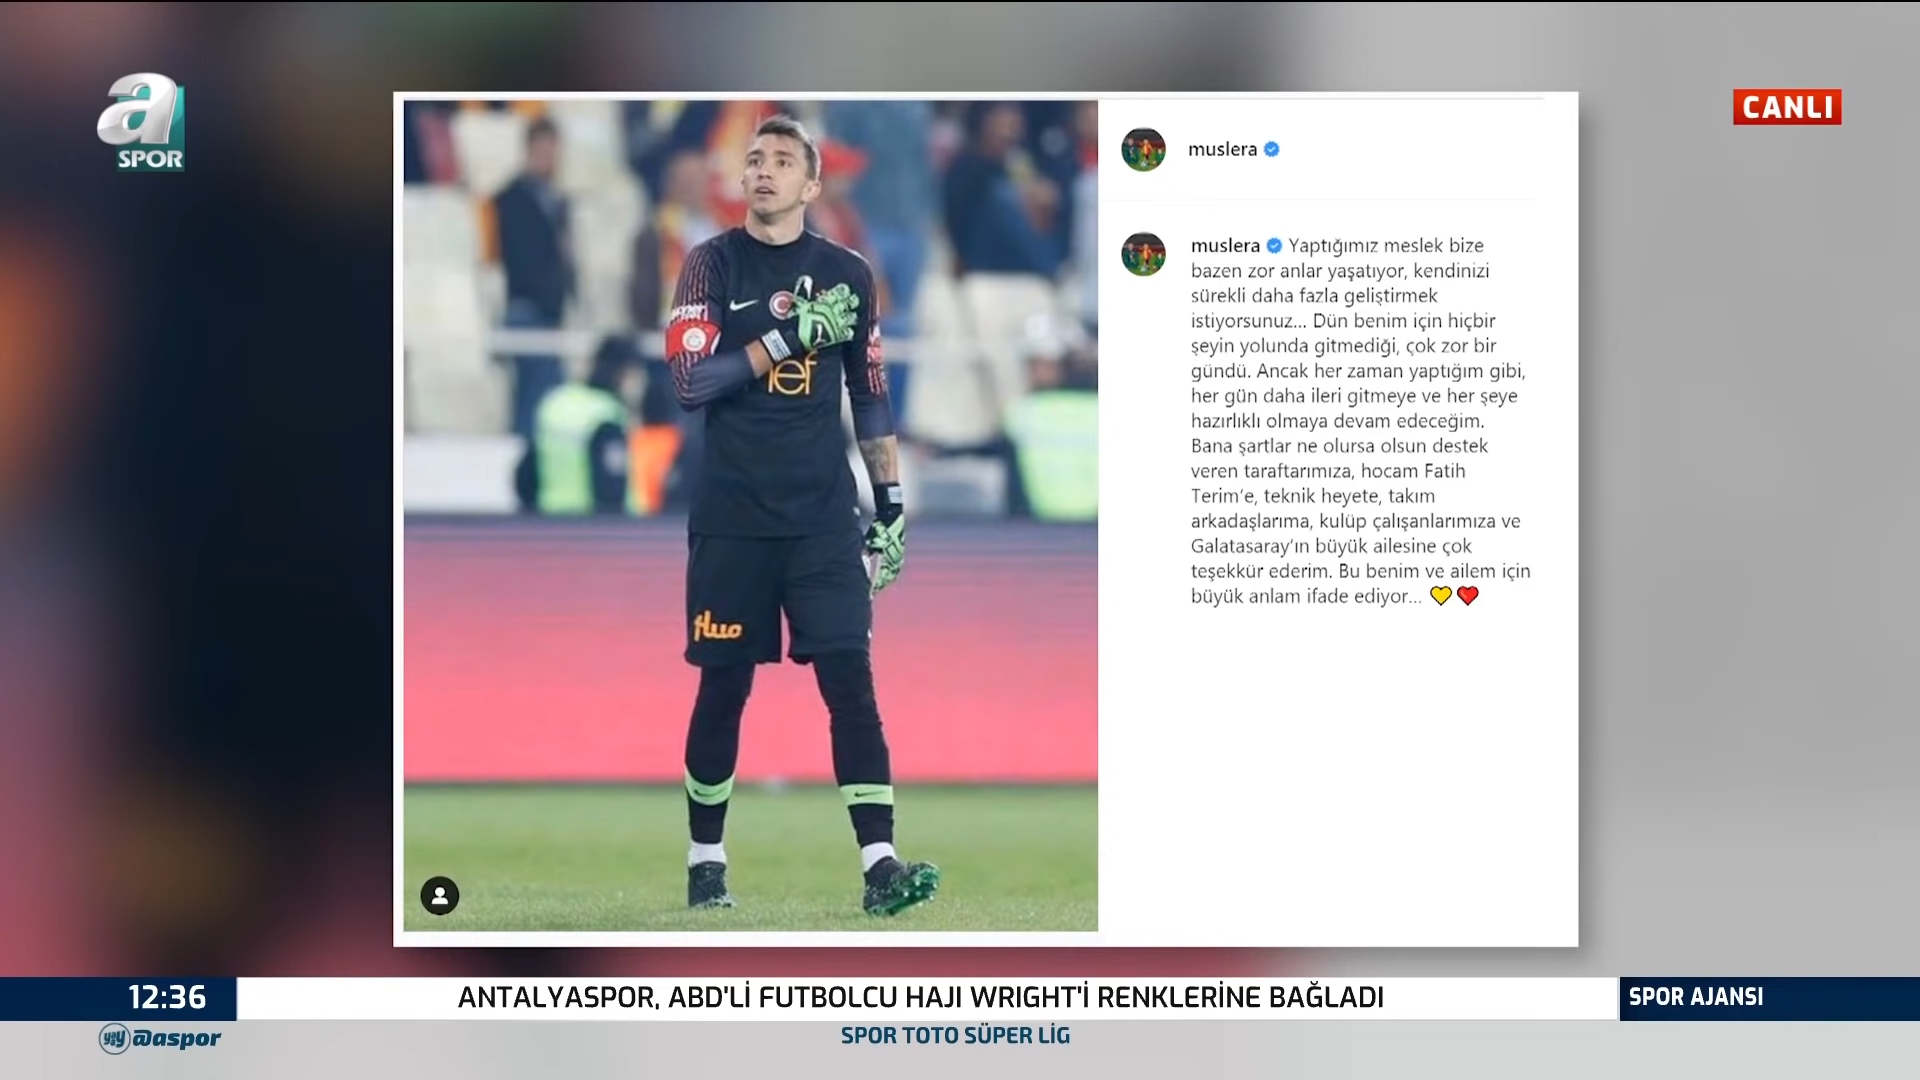 a
SPOR
CANLI
muslera
muslera Yaptığımız meslek bize
bazen zor anlar yaşatıyor, kendinizi
sürekli daha fazla geliştirmek
istiyorsunuz... Dün benim için hiçbir
şeyin yolunda gitmediği, çok zor bir
gündü. Ancak her zaman yaptığım gibi,
her gün daha ileri gitmeye ve her şeye
hazırlıklı olmaya devam edeceğim.
Bana şartlar ne olursa olsun destek
veren taraftarımıza, hocam Fatih
Terim'e, teknik heyete, takım
arkadaşlarıma, kulüp çalışanlarımıza ve
Galatasaray'ın büyük ailesine çok
teşekkür ederim. Bu benim ve ailem için
büyük anlam ifade ediyor... 💛❤️
nef
fluo
12:36
ANTALYASPOR, ABD'Lİ FUTBOLCU HAJI WRIGHT'İ RENKLERİNE BAĞLADI
SPOR AJANSI
@aspor
SPOR TOTO SÜPER LİG